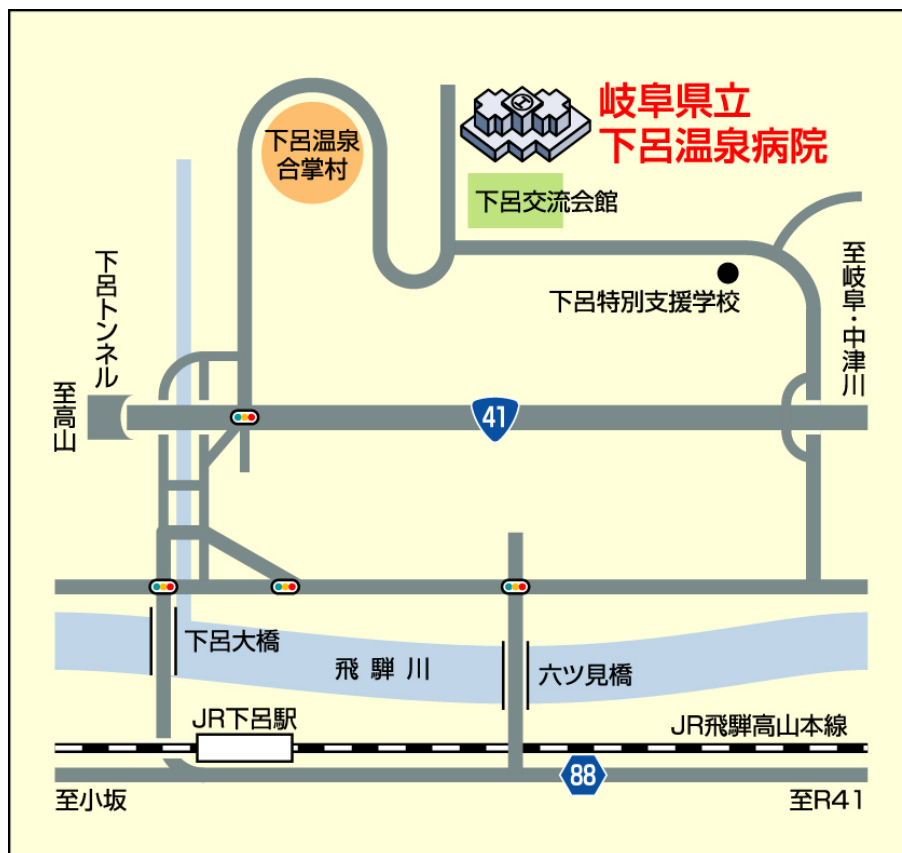 岐阜県立
下呂温泉病院
下呂温泉
合掌村
下呂交流会館
下呂特別支援学校
至岐阜・中津川
下呂トンネル
至高山
41
下呂大橋
飛騨川
六ツ見橋
JR下呂駅
JR飛騨高山本線
88
至小坂
至R41